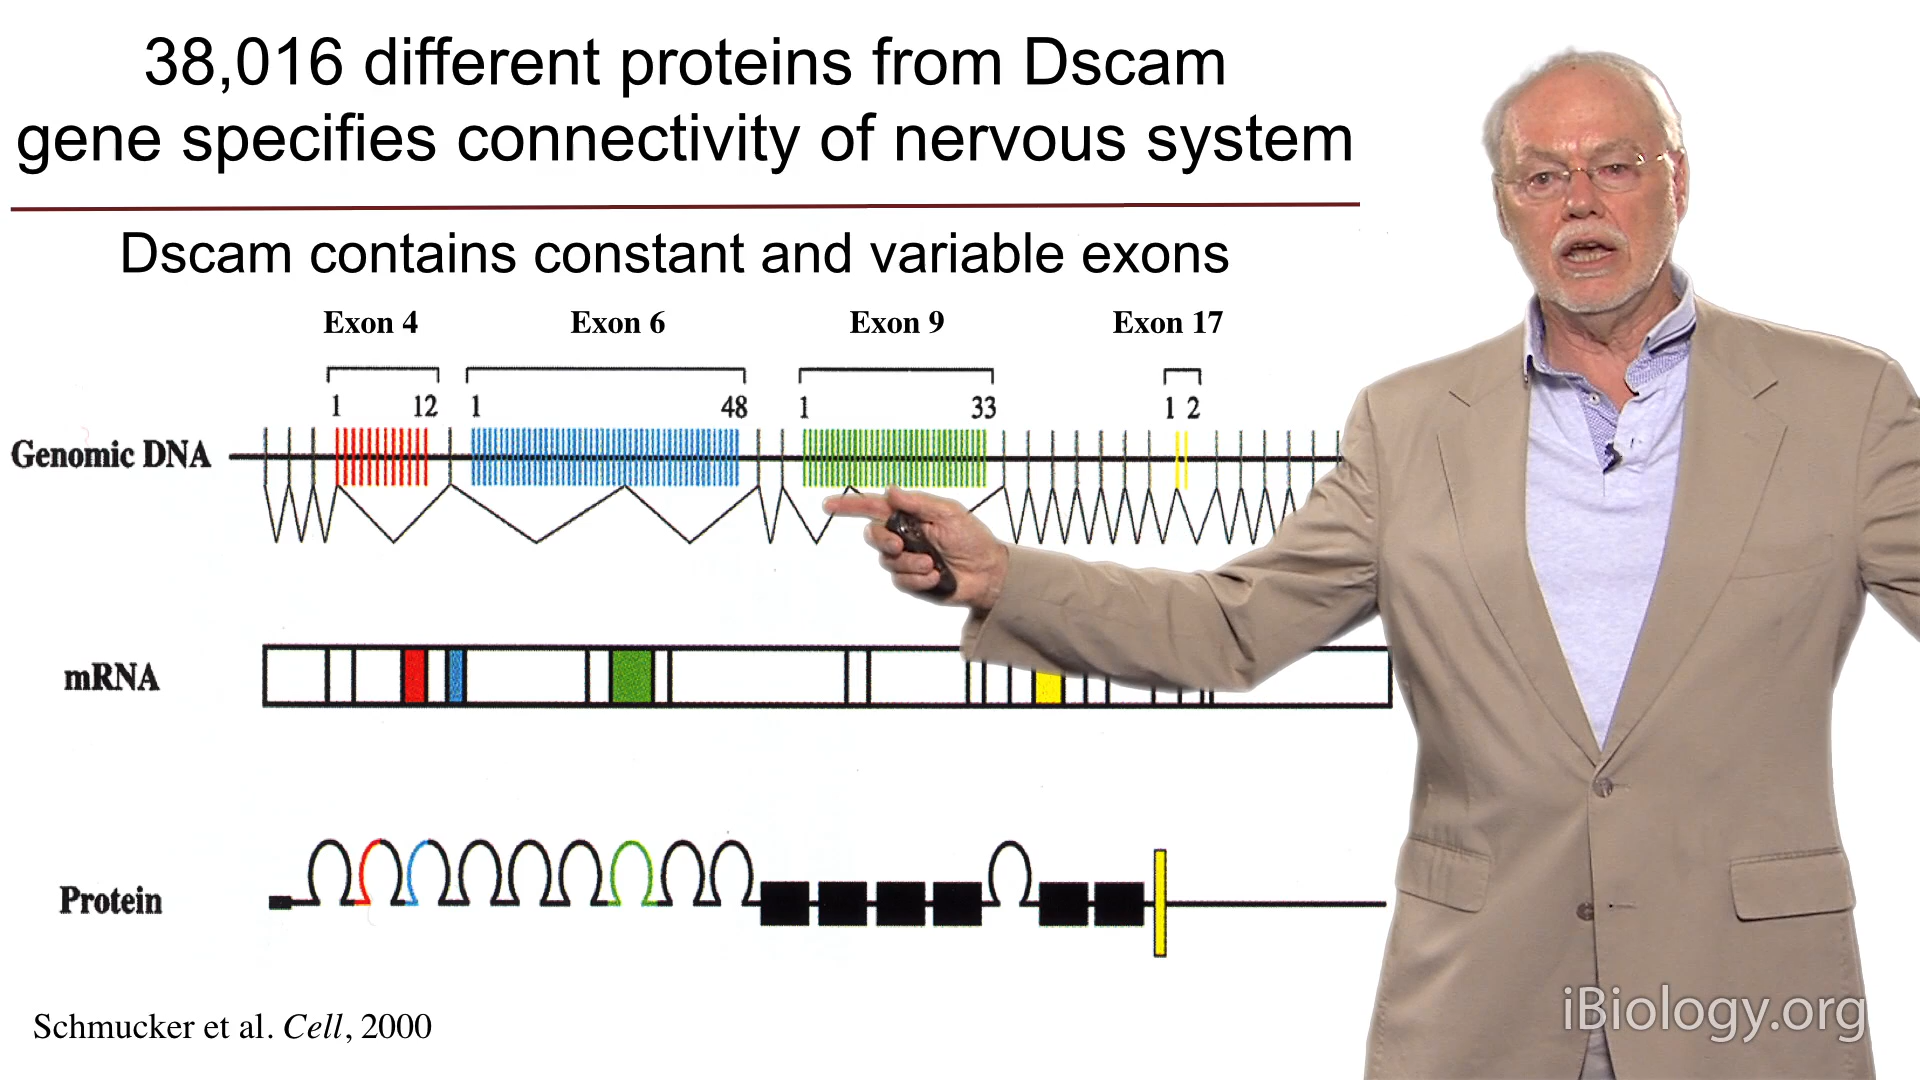 38,016 different proteins from Dscam
gene specifies connectivity of nervous system
Dscam contains constant and variable exons
Exon 4 Exon 6 Exon 9 Exon 17
1 12 1 48 1 33 1 2
Genomic DNA
mRNA
Protein
Schmucker et al. Cell, 2000
iBiology.org